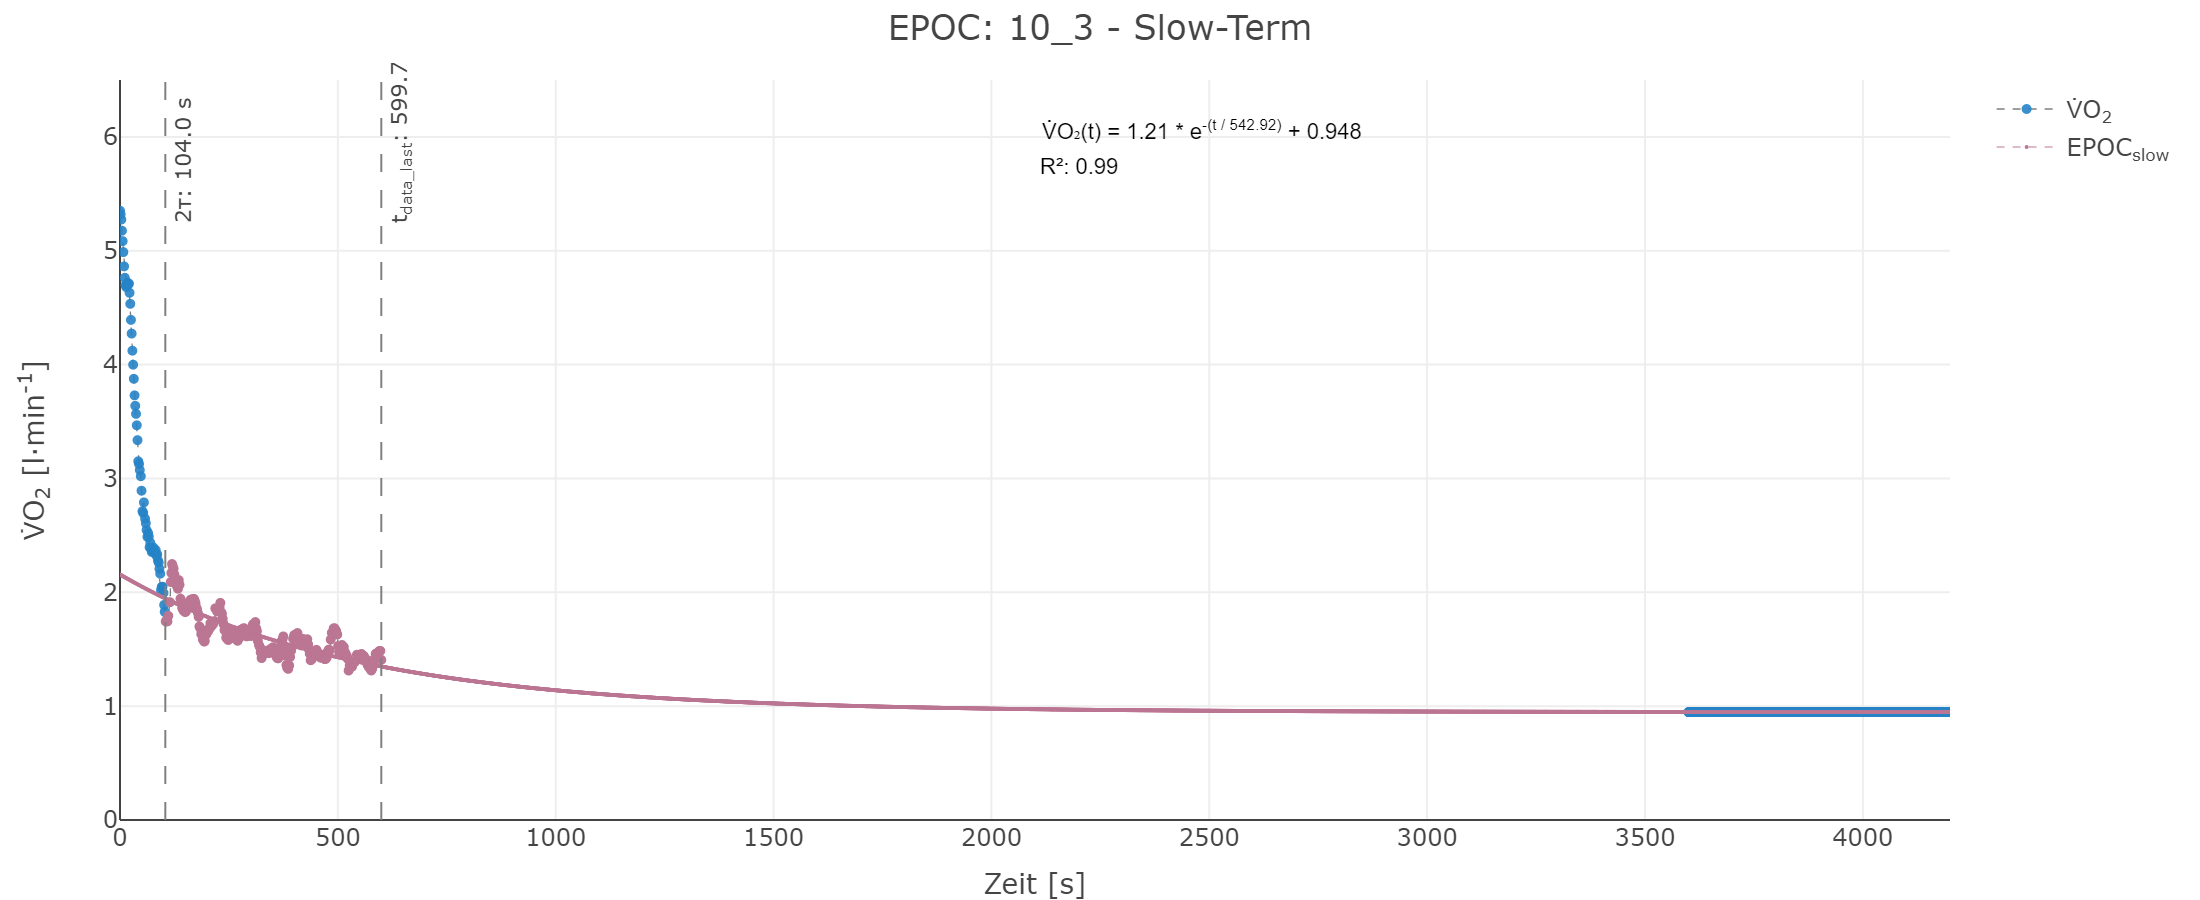 EPOC: 10_3 - Slow-Term
2τ: 104.0 s
t_data_last: 599.7
V̇O₂(t) = 1.21 * e^-(t / 542.92) + 0.948
R²: 0.99
V̇O₂
EPOC_slow
V̇O₂ [l·min⁻¹]
6
5
4
3
2
1
0
0 500 1000 1500 2000 2500 3000 3500 4000
Zeit [s]